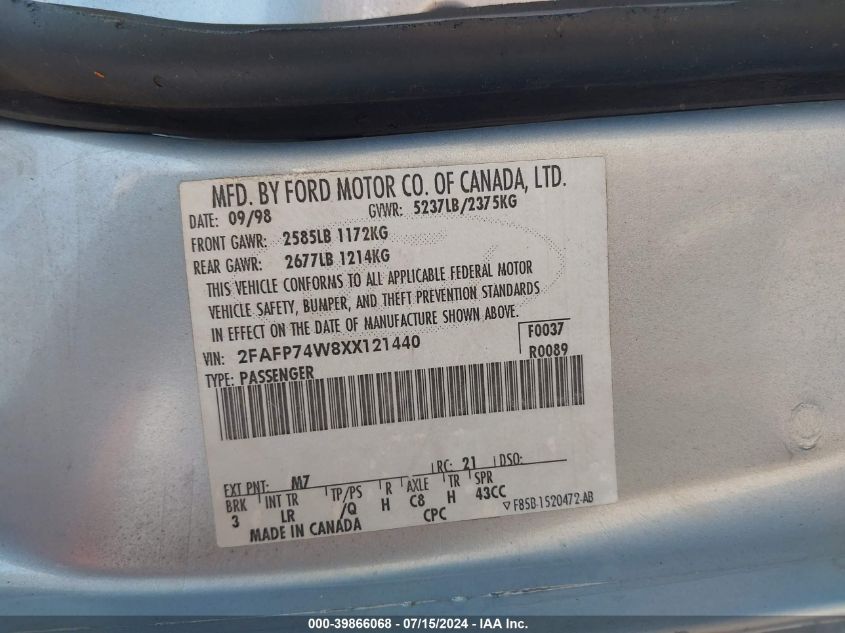 MFD. BY FORD MOTOR CO. OF CANADA, LTD.
DATE: 09/98 GVWR: 5237LB/2375KG
FRONT GAWR: 2585LB 1172KG
REAR GAWR: 2677LB 1214KG
THIS VEHICLE CONFORMS TO ALL APPLICABLE FEDERAL MOTOR
VEHICLE SAFETY, BUMPER, AND THEFT PREVENTION STANDARDS
IN EFFECT ON THE DATE OF MANUFACTURE SHOWN ABOVE.
VIN: 2FAFP74W8XX121440 F0037
TYPE: PASSENGER R0089
EXT PNT: M7 RC: 21 DSO:
BRK INT TR TP/PS R AXLE TR SPR
3 LR /Q H C8 H 43CC
MADE IN CANADA CPC ▽ F85B-1520472-AB
000-39866068 - 07/15/2024 - IAA Inc.